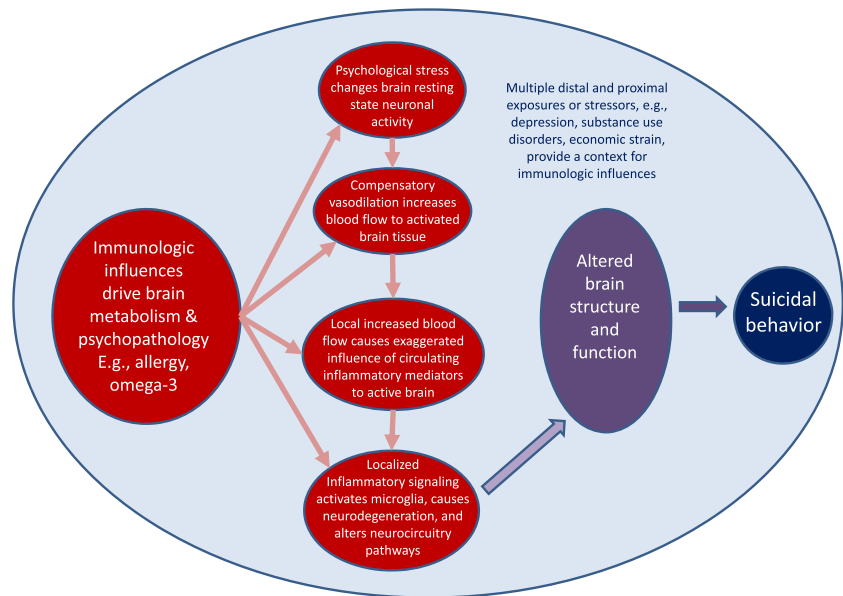 Psychological stress
changes brain resting
state neuronal
activity
Multiple distal and proximal
exposures or stressors, e.g.,
depression, substance use
disorders, economic strain,
provide a context for
immunologic influences
Compensatory
vasodilation increases
blood flow to activated
brain tissue
Immunologic
influences
drive brain
metabolism &
psychopathology
E.g., allergy,
omega-3
Local increased blood
flow causes exaggerated
influence of circulating
inflammatory mediators
to active brain
Localized
Inflammatory signaling
activates microglia, causes
neurodegeneration, and
alters neurocircuitry
pathways
Altered
brain
structure
and
function
Suicidal
behavior